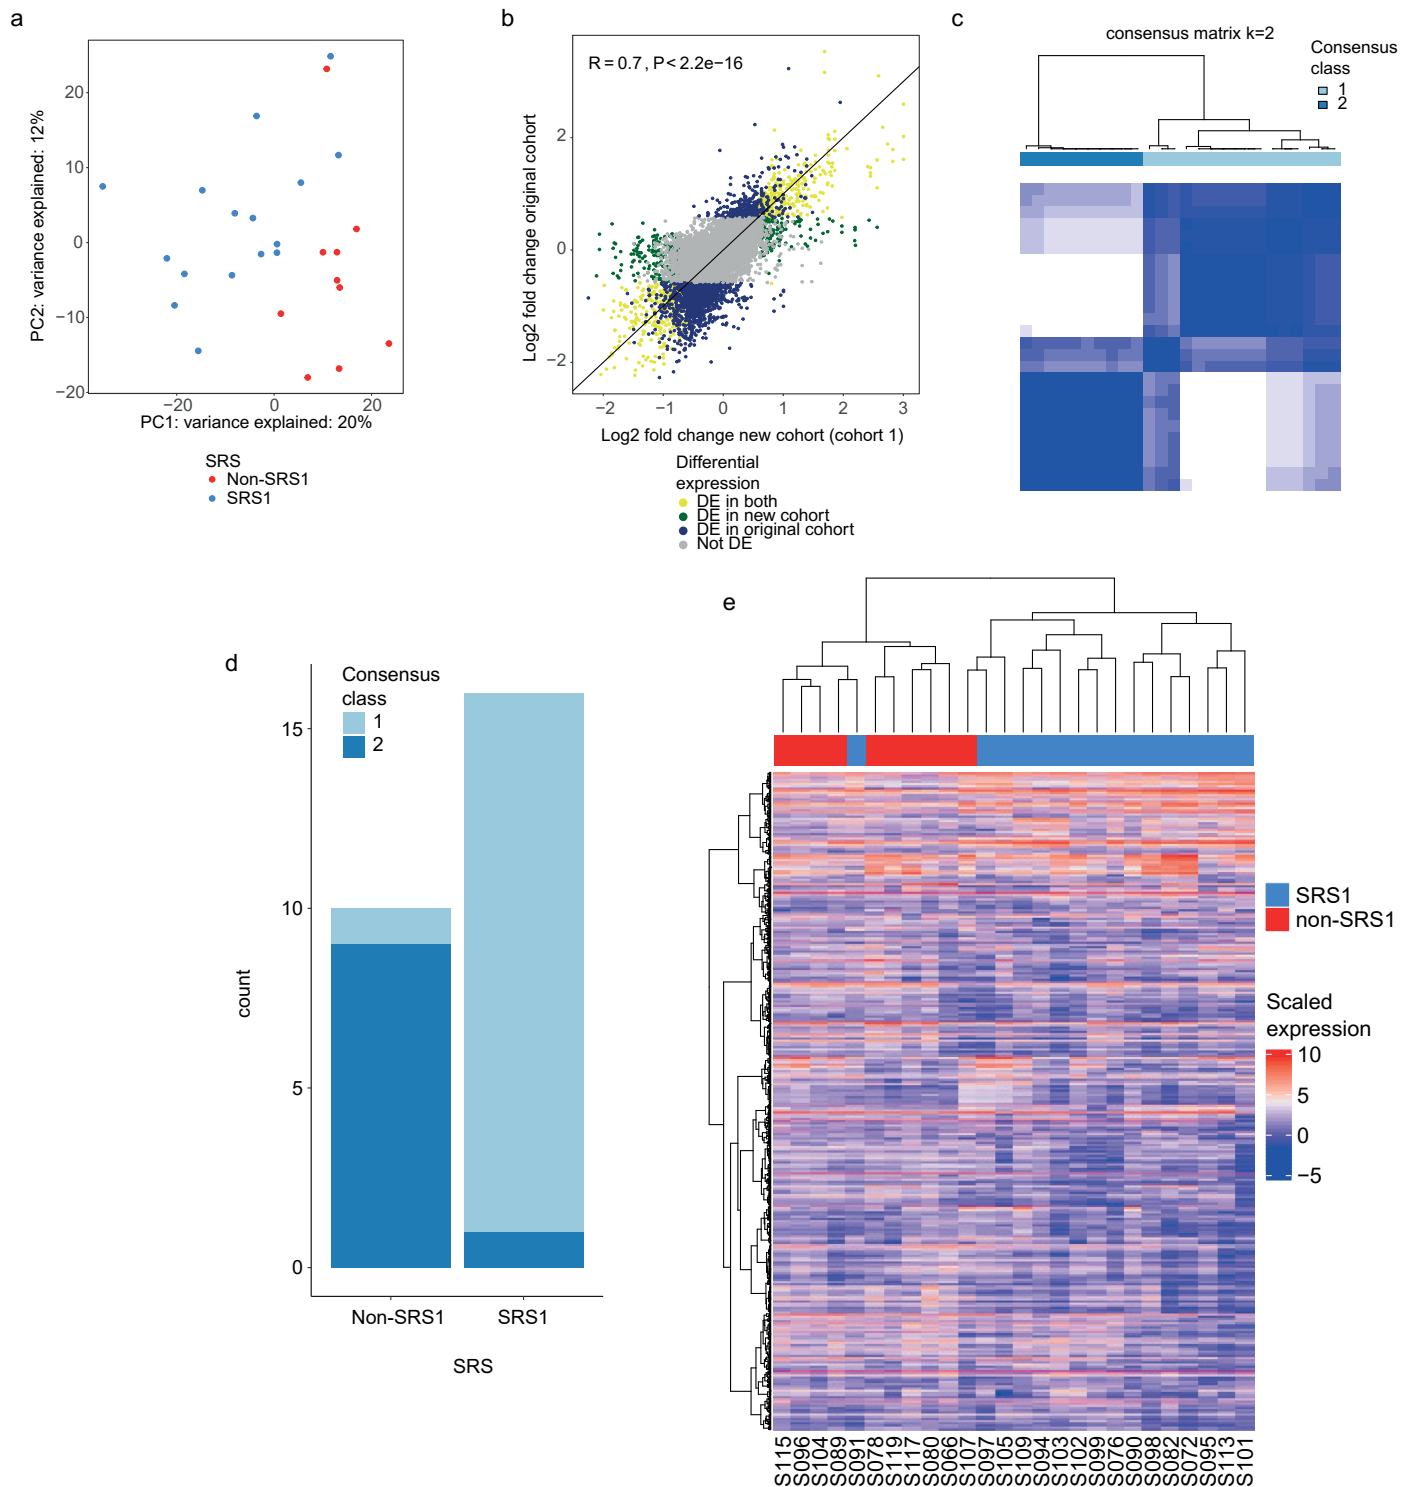 a
PC2: variance explained: 12%
20
10
0
−10
−20
−20
0
20
PC1: variance explained: 20%
SRS
Non-SRS1
SRS1
b
R = 0.7 , P < 2.2e−16
Log2 fold change original cohort
2
0
−2
−2
−1
0
1
2
3
Log2 fold change new cohort (cohort 1)
Differential
expression
DE in both
DE in new cohort
DE in original cohort
Not DE
c
consensus matrix k=2
Consensus
class
1
2
d
Consensus
class
1
2
count
15
10
5
0
Non-SRS1
SRS1
SRS
e
SRS1
non-SRS1
Scaled
expression
10
5
0
−5
S115
S096
S104
S089
S091
S078
S119
S117
S080
S066
S107
S097
S105
S109
S094
S103
S102
S099
S076
S090
S098
S082
S072
S095
S113
S101